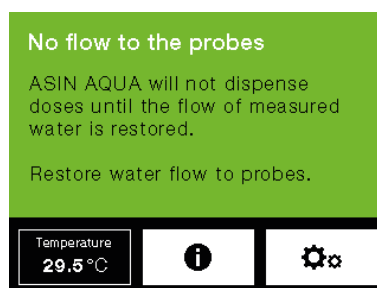 No flow to the probes
ASIN AQUA will not dispense
doses until the flow of measured
water is restored.
Restore water flow to probes.
Temperature
29.5°C
i